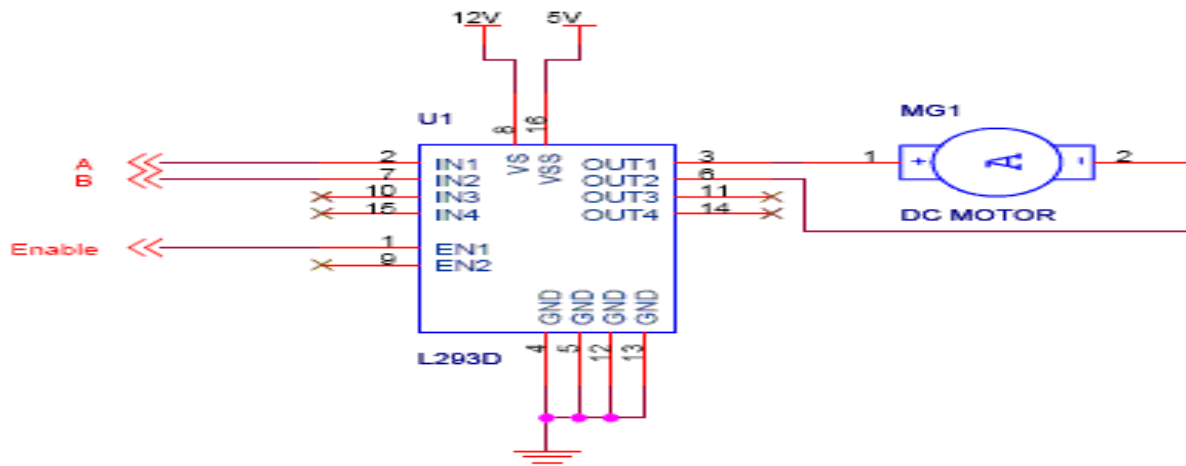 12V 5V
U1
8 16
MG1
A 2 IN1 VS VSS OUT1 3 1 + A - 2
B 7 IN2 OUT2 6
10 IN3 OUT3 11
15 IN4 OUT4 14
DC MOTOR
Enable 1 EN1
9 EN2
GND GND GND GND
L293D 4 5 12 13